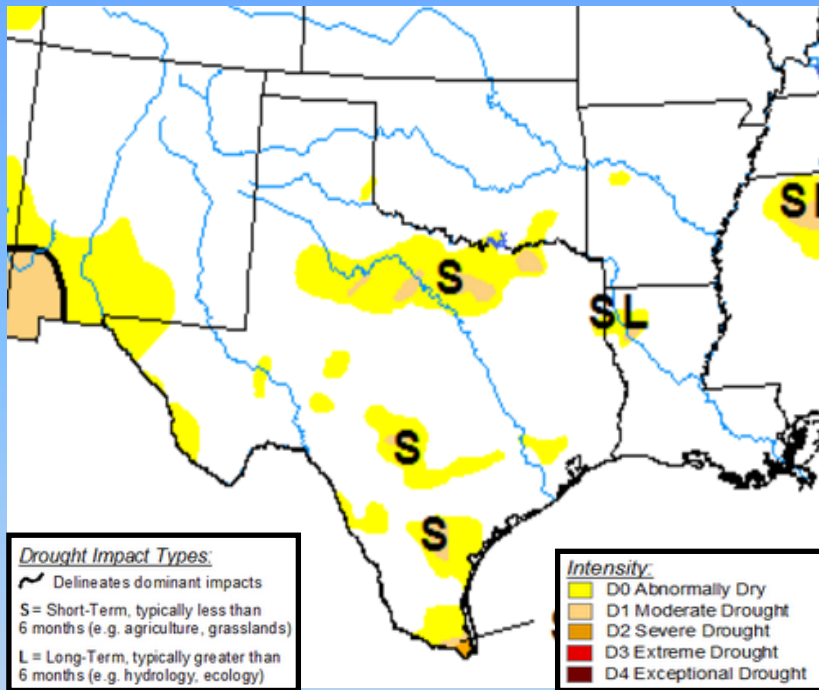 S
S L
S
S
S
Drought Impact Types:
Delineates dominant impacts
S = Short-Term, typically less than
6 months (e.g. agriculture, grasslands)
L = Long-Term, typically greater than
6 months (e.g. hydrology, ecology)
Intensity:
D0 Abnormally Dry
D1 Moderate Drought
D2 Severe Drought
D3 Extreme Drought
D4 Exceptional Drought